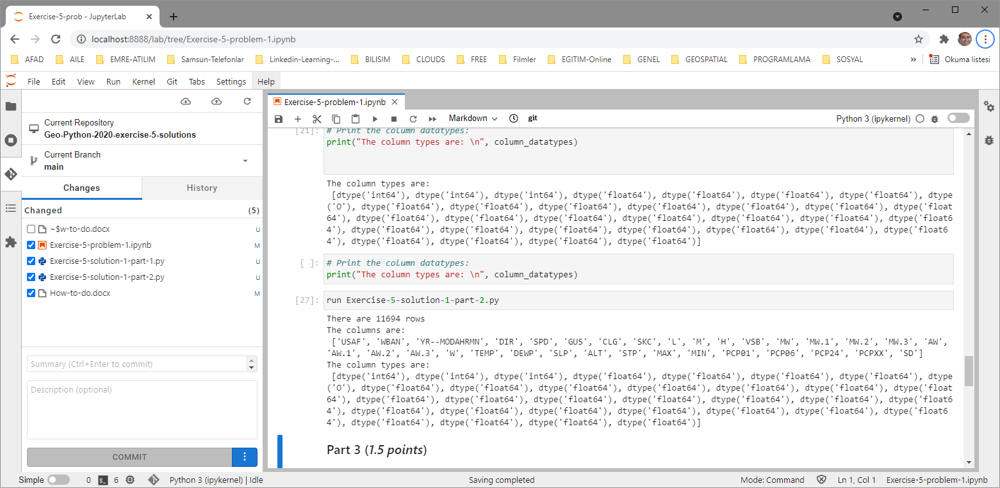 Exercise-5-prob - JupyterLab
localhost:8888/lab/tree/Exercise-5-problem-1.ipynb
AFAD AILE EMRE-ATILIM Samsun-Telefonlar Linkedin-Learning-... BILISIM CLOUDS FREE Filmler EGITIM-Online GENEL GEOSPATIAL PROGRAMLAMA SOSYAL » Okuma listesi
File Edit View Run Kernel Git Tabs Settings Help
Current Repository
Geo-Python-2020-exercise-5-solutions
Current Branch
main
Changes History
Changed (5)
~$w-to-do.docx U
Exercise-5-problem-1.ipynb M
Exercise-5-solution-1-part-1.py U
Exercise-5-solution-1-part-2.py U
How-to-do.docx M
Summary (Ctrl+Enter to commit)
Description (optional)
COMMIT
Exercise-5-problem-1.ipynb
Markdown git Python 3 (ipykernel)
[21]: # Print the column datatypes:
print("The column types are: \n", column_datatypes)
The column types are:
[dtype('int64'), dtype('int64'), dtype('int64'), dtype('float64'), dtype('float64'), dtype('float64'), dtype('float64'), dtype
('O'), dtype('float64'), dtype('float64'), dtype('float64'), dtype('float64'), dtype('float64'), dtype('float64'), dtype('float
64'), dtype('float64'), dtype('float64'), dtype('float64'), dtype('float64'), dtype('float64'), dtype('float64'), dtype('float6
4'), dtype('float64'), dtype('float64'), dtype('float64'), dtype('float64'), dtype('float64'), dtype('float64'), dtype('float6
4'), dtype('float64'), dtype('float64'), dtype('float64'), dtype('float64')]
[ ]: # Print the column datatypes:
print("The column types are: \n", column_datatypes)
[27]: run Exercise-5-solution-1-part-2.py
There are 11694 rows
The columns are:
['USAF', 'WBAN', 'YR--MODAHRMN', 'DIR', 'SPD', 'GUS', 'CLG', 'SKC', 'L', 'M', 'H', 'VSB', 'MW', 'MW.1', 'MW.2', 'MW.3', 'AW',
'AW.1', 'AW.2', 'AW.3', 'W', 'TEMP', 'DEWP', 'SLP', 'ALT', 'STP', 'MAX', 'MIN', 'PCP01', 'PCP06', 'PCP24', 'PCPXX', 'SD']
The column types are:
[dtype('int64'), dtype('int64'), dtype('int64'), dtype('float64'), dtype('float64'), dtype('float64'), dtype('float64'), dtype
('O'), dtype('float64'), dtype('float64'), dtype('float64'), dtype('float64'), dtype('float64'), dtype('float64'), dtype('float
64'), dtype('float64'), dtype('float64'), dtype('float64'), dtype('float64'), dtype('float64'), dtype('float64'), dtype('float6
4'), dtype('float64'), dtype('float64'), dtype('float64'), dtype('float64'), dtype('float64'), dtype('float64'), dtype('float6
4'), dtype('float64'), dtype('float64'), dtype('float64'), dtype('float64')]
Part 3 (1.5 points)
Simple 0 $_ 6 Python 3 (ipykernel) | Idle Saving completed Mode: Command Ln 1, Col 1 Exercise-5-problem-1.ipynb